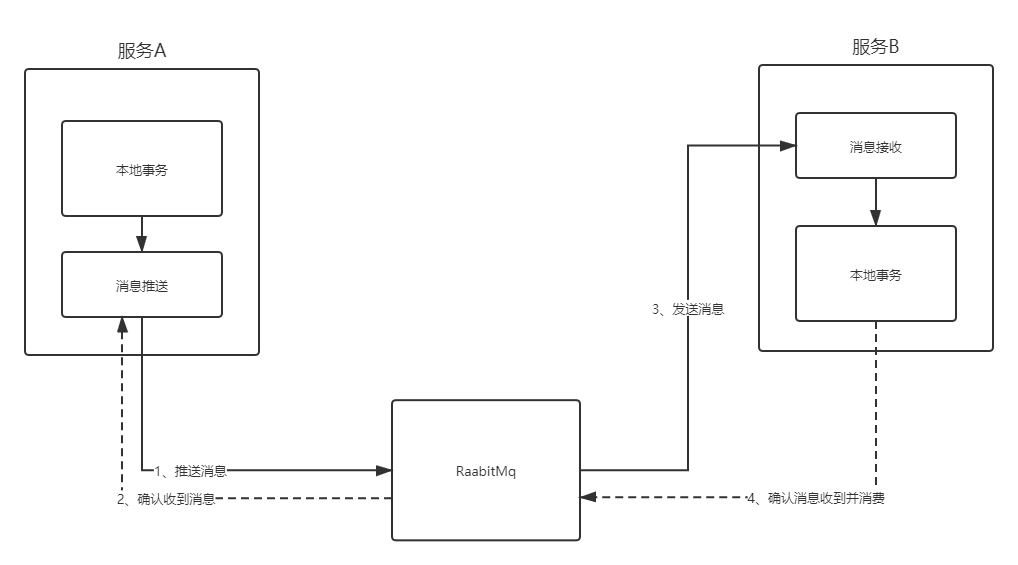 服务A
服务B
本地事务
消息接收
消息推送
本地事务
3、发送消息
1、推送消息
RaabitMq
2、确认收到消息
4、确认消息收到并消费